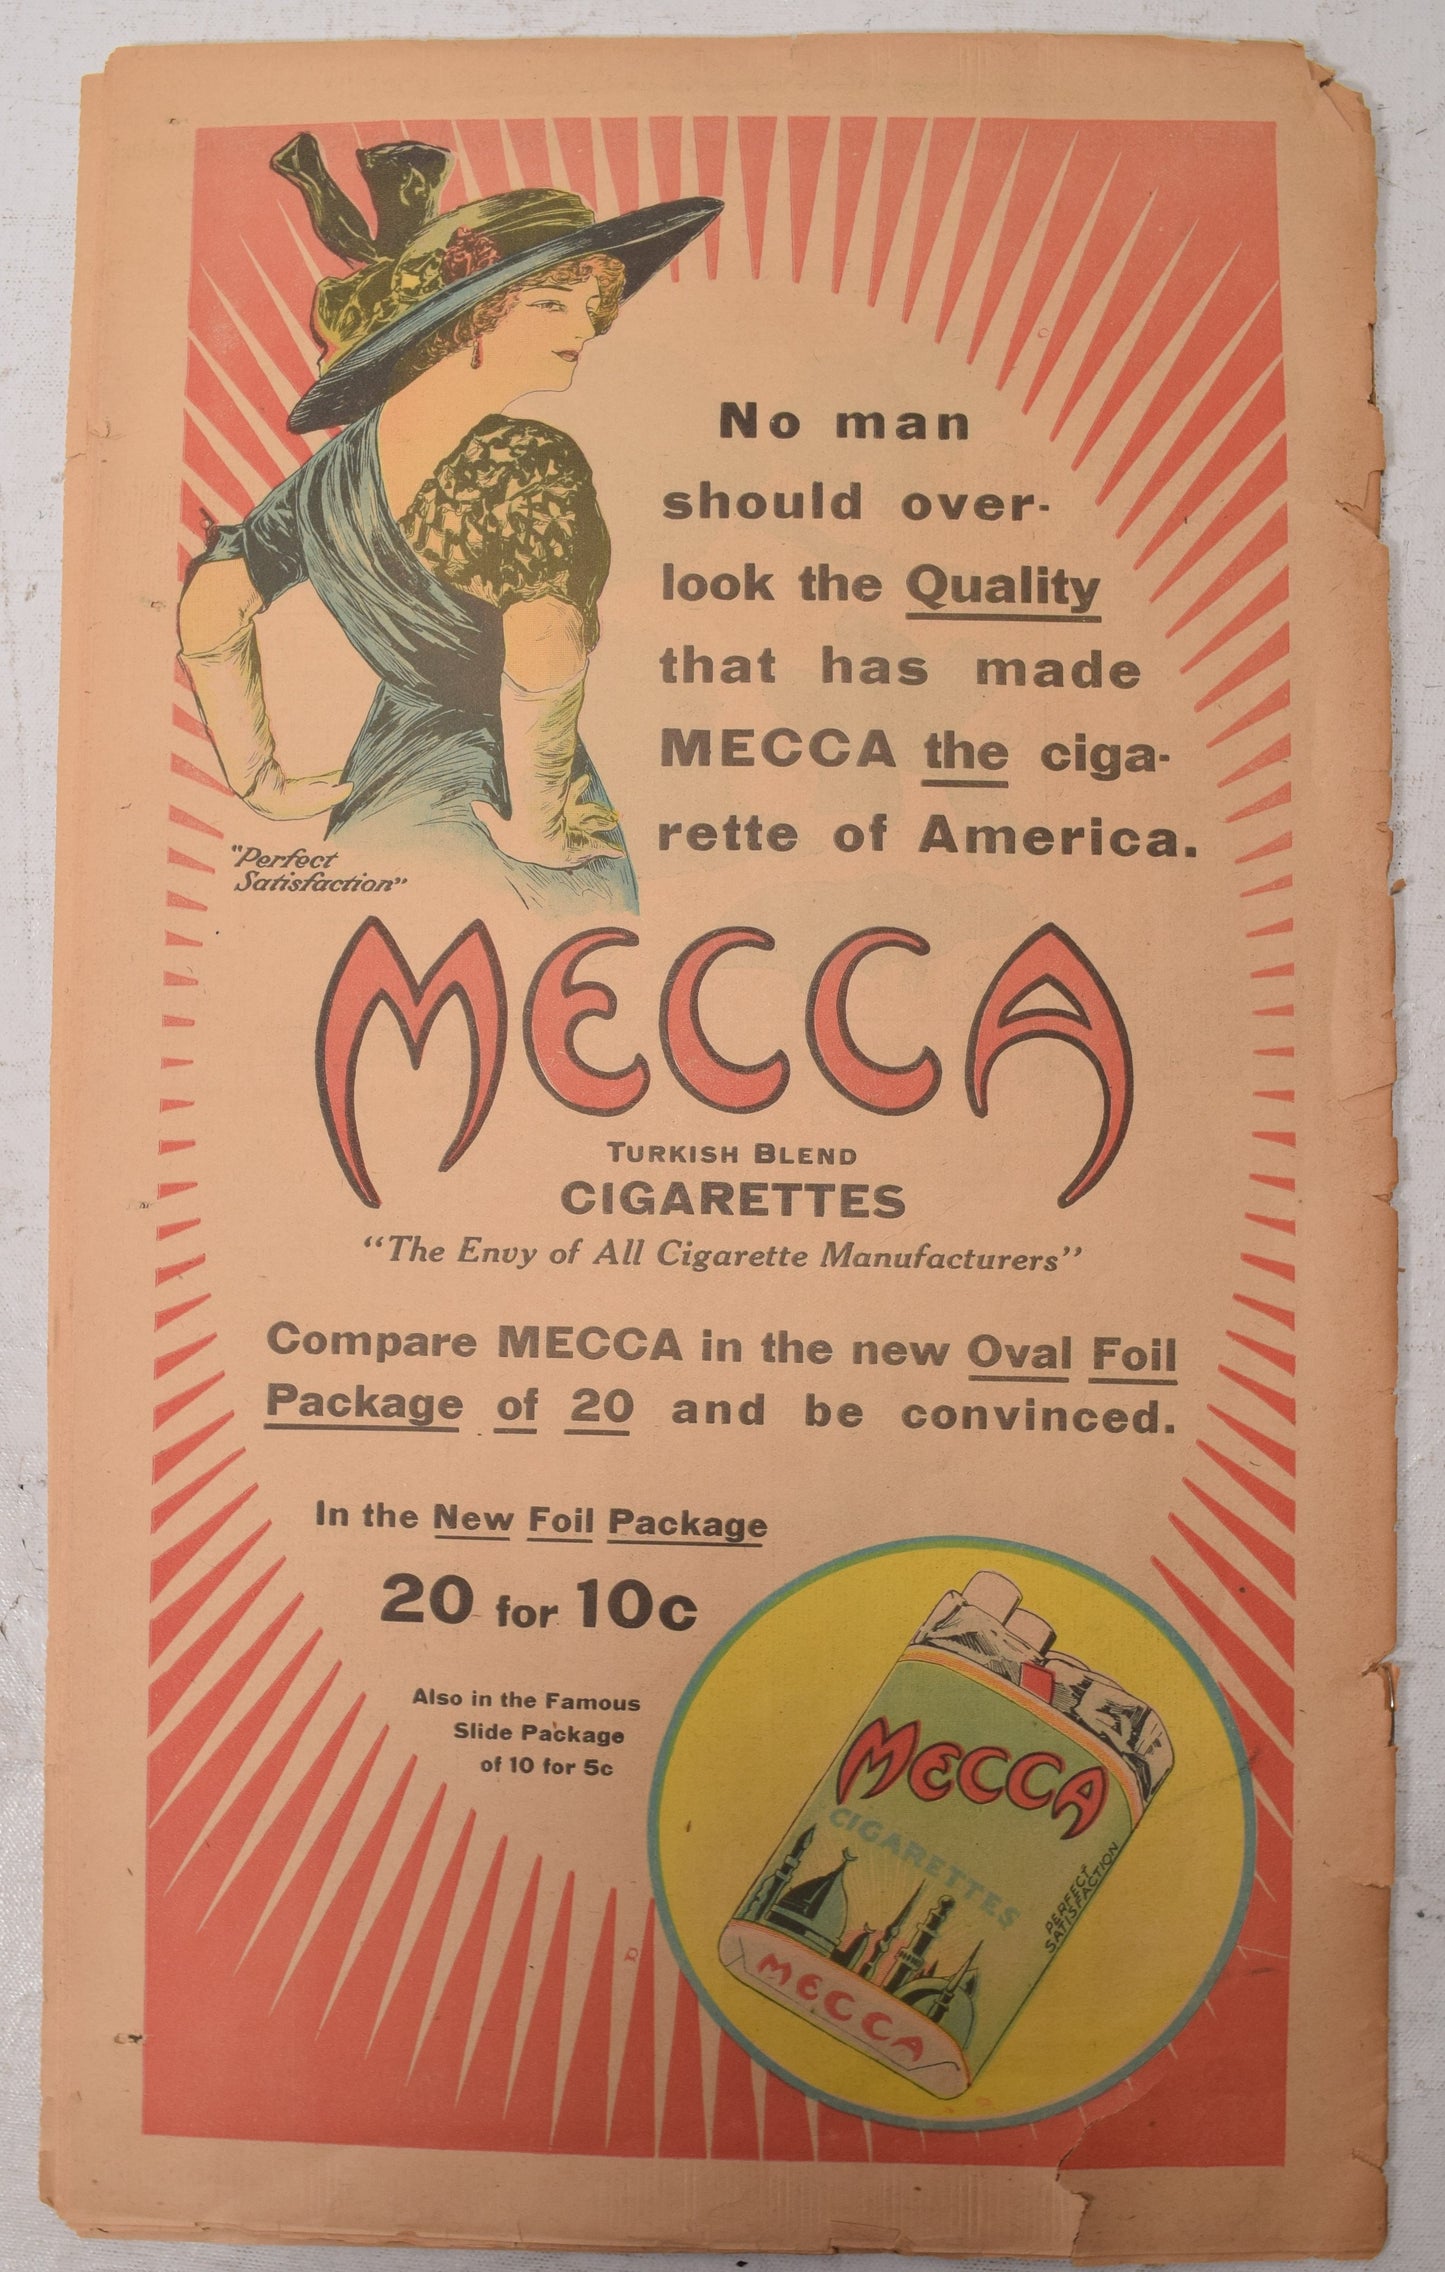 No man
should over-
look the Quality
that has made
MECCA the ciga-
rette of America.
"Perfect
Satisfaction"
MECCA
TURKISH BLEND
CIGARETTES
"The Envy of All Cigarette Manufacturers"
Compare MECCA in the new Oval Foil
Package of 20 and be convinced.
In the New Foil Package
20 for 10c
Also in the Famous
Slide Package
of 10 for 5c
MECCA
CIGARETTES
PERFECT
SATISFACTION
MECCA